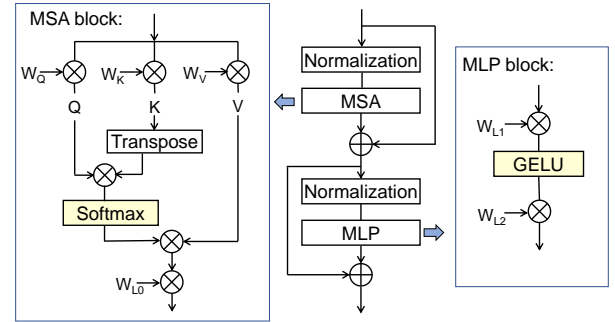 MSA block:
W_Q
W_K
W_V
Q
K
V
Transpose
Softmax
W_L0
Normalization
MSA
Normalization
MLP
MLP block:
W_L1
GELU
W_L2